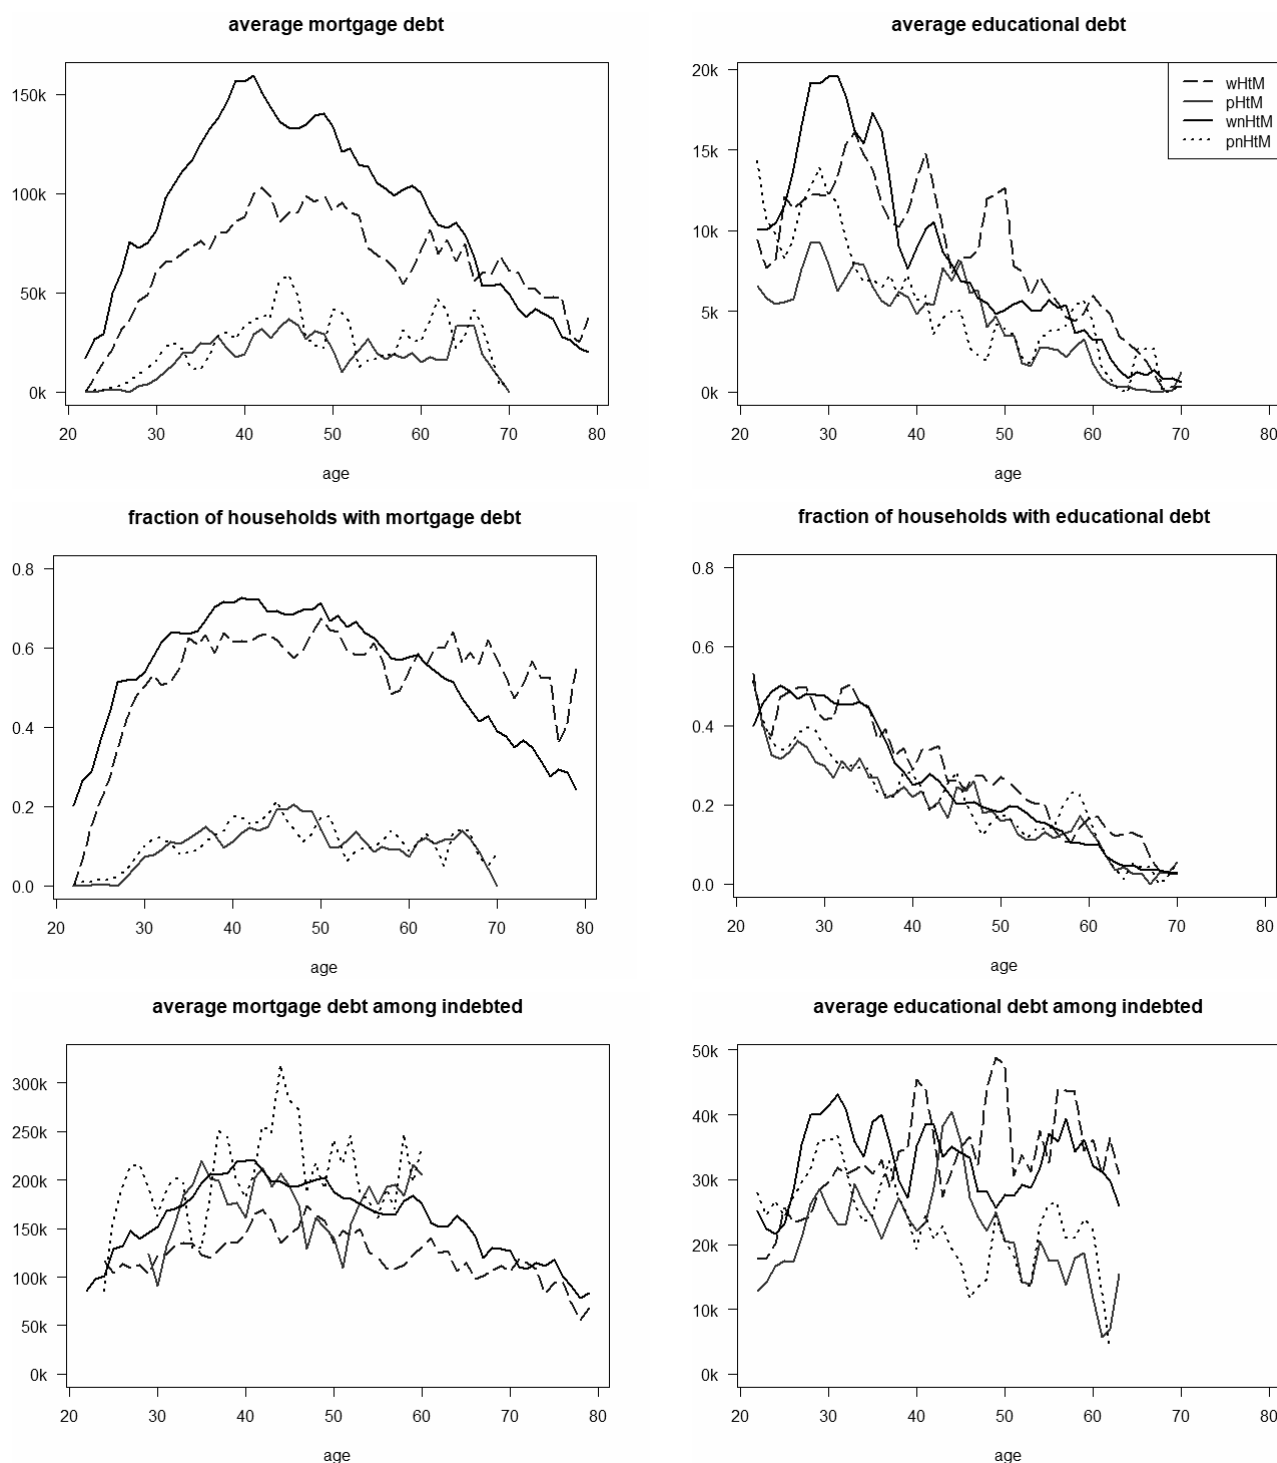 average mortgage debt
150k
100k
50k
0k
20 30 40 50 60 70 80
age
average educational debt
20k
15k
10k
5k
0k
wHtM
pHtM
wnHtM
pnHtM
20 30 40 50 60 70 80
age
fraction of households with mortgage debt
0.8
0.6
0.4
0.2
0.0
20 30 40 50 60 70 80
age
fraction of households with educational debt
0.8
0.6
0.4
0.2
0.0
20 30 40 50 60 70 80
age
average mortgage debt among indebted
300k
250k
200k
150k
100k
50k
0k
20 30 40 50 60 70 80
age
average educational debt among indebted
50k
40k
30k
20k
10k
0k
20 30 40 50 60 70 80
age